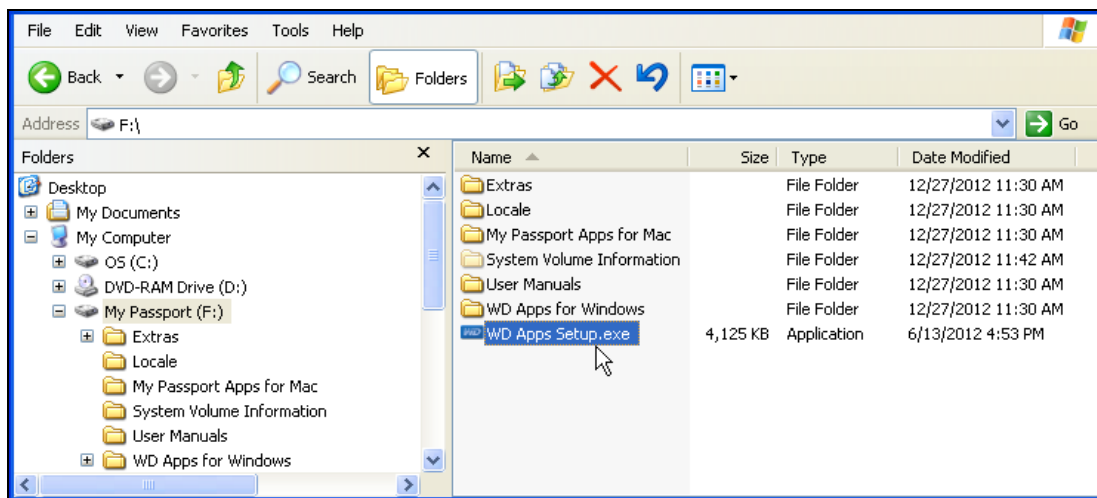 File Edit View Favorites Tools Help
Back Search Folders
Address F:\ Go
Folders
Desktop
My Documents
My Computer
OS (C:)
DVD-RAM Drive (D:)
My Passport (F:)
Extras
Locale
My Passport Apps for Mac
System Volume Information
User Manuals
WD Apps for Windows
Name Size Type Date Modified
Extras File Folder 12/27/2012 11:30 AM
Locale File Folder 12/27/2012 11:30 AM
My Passport Apps for Mac File Folder 12/27/2012 11:30 AM
System Volume Information File Folder 12/27/2012 11:42 AM
User Manuals File Folder 12/27/2012 11:30 AM
WD Apps for Windows File Folder 12/27/2012 11:30 AM
WD WD Apps Setup.exe 4,125 KB Application 6/13/2012 4:53 PM